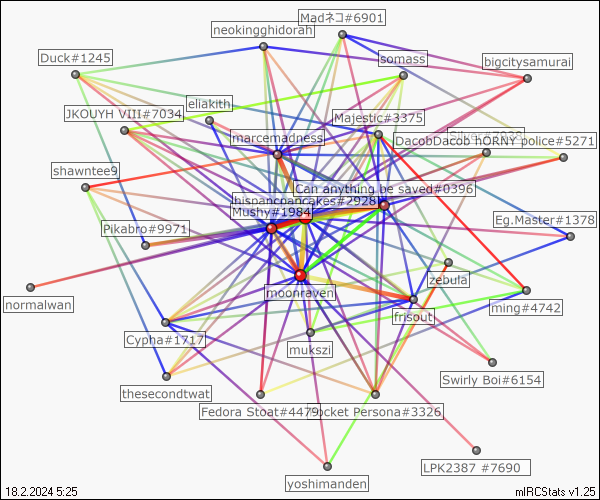 Madネコ#6901
neokingghidorah
Duck#1245
somass
bigcitysamurai
eliakith
JKOUYH VIII#7034
Majestic#3375
marcemadness
DacobDacob hORNY police#5271
shawntee9
Can anything be saved#0396
hispancpancakes#2928
Mushy#1984
Pikabro#9971
Eg.Master#1378
zebula
moonraven
normalwan
frisout
ming#4742
Cypha#1717
mukszi
Swirly Boi#6154
thesecondtwat
Fedora Stoat#4479
ocket Persona#3326
LPK2387 #7690
yoshimanden
18.2.2024 5:25
mIRCStats v1.25